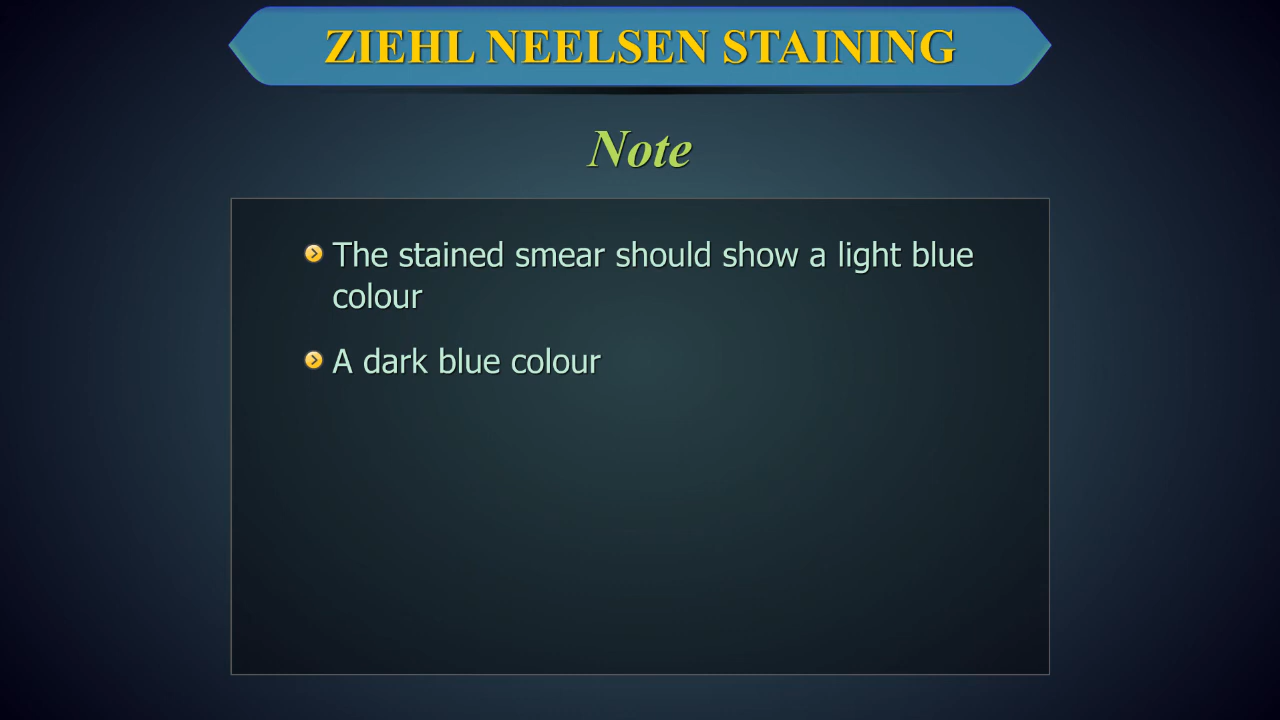 ZIEHL NEELSEN STAINING
Note
The stained smear should show a light blue
colour
A dark blue colour